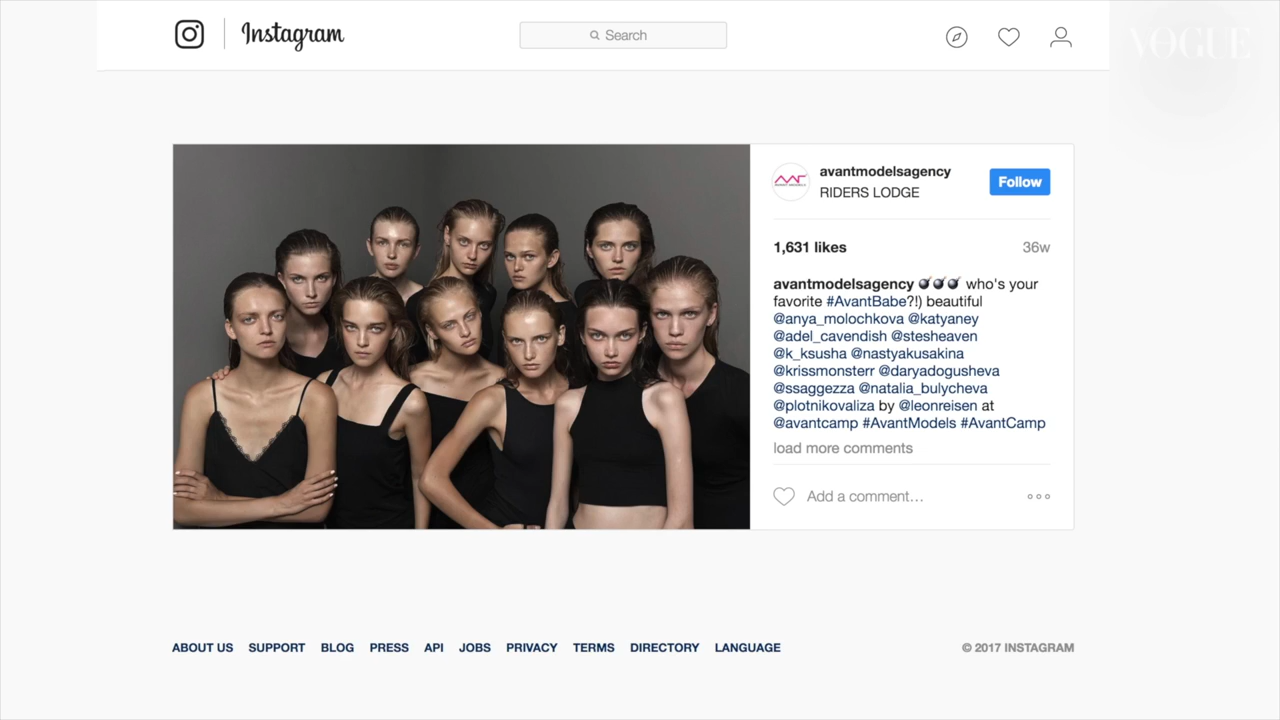 Instagram
Search
VOGUE
avantmodelsagency
RIDERS LODGE
Follow
1,631 likes
36w
avantmodelsagency 💣💣💣 who's your
favorite #AvantBabe?!) beautiful
@anya_molochkova @katyaney
@adel_cavendish @stesheaven
@k_ksusha @nastyakusakina
@krissmonsterr @daryadogusheva
@ssaggezza @natalia_bulycheva
@plotnikovaliza by @leonreisen at
@avantcamp #AvantModels #AvantCamp
load more comments
Add a comment…
ABOUT US SUPPORT BLOG PRESS API JOBS PRIVACY TERMS DIRECTORY LANGUAGE
© 2017 INSTAGRAM